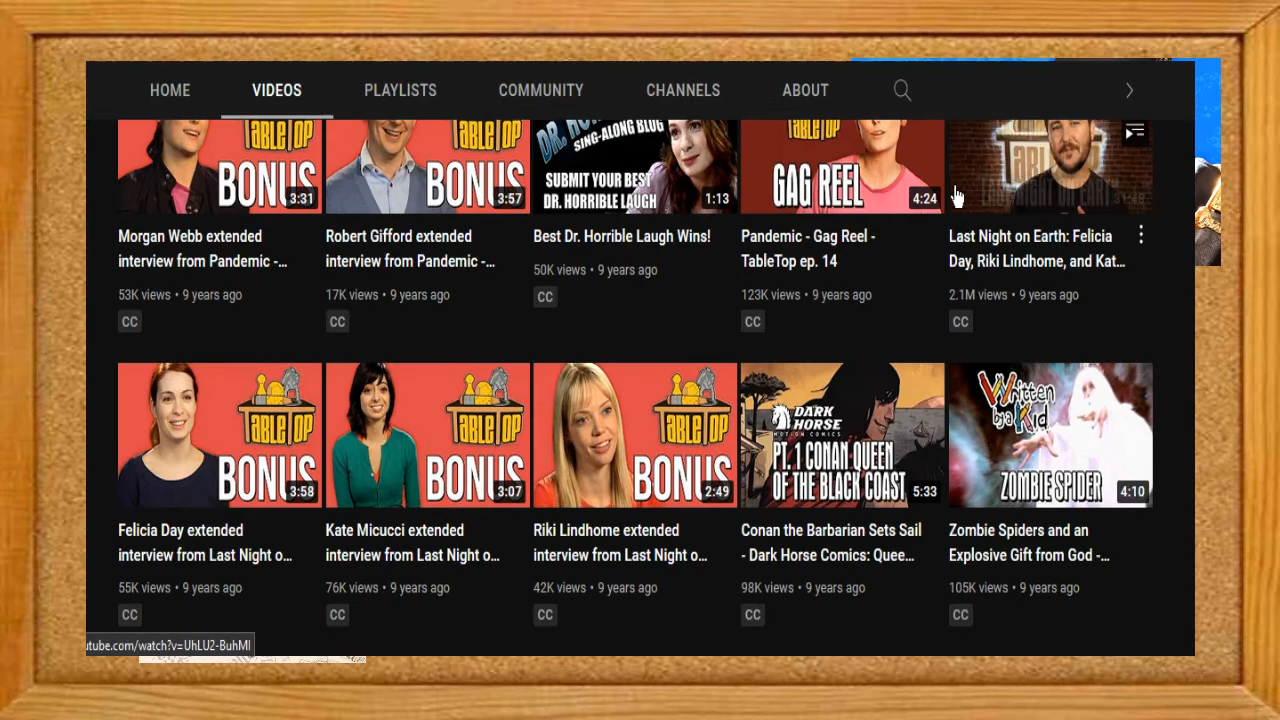 HOME VIDEOS PLAYLISTS COMMUNITY CHANNELS ABOUT
TABLETOP
BONUS
3:31
TABLETOP
BONUS
3:57
DR. HO
SING-ALONG BLOG
SUBMIT YOUR BEST
DR. HORRIBLE LAUGH
1:13
TABLETOP
GAG REEL
4:24
Morgan Webb extended
interview from Pandemic -...
53K views • 9 years ago
CC
Robert Gifford extended
interview from Pandemic -...
17K views • 9 years ago
CC
Best Dr. Horrible Laugh Wins!
50K views • 9 years ago
CC
Pandemic - Gag Reel -
TableTop ep. 14
123K views • 9 years ago
CC
Last Night on Earth: Felicia
Day, Riki Lindhome, and Kat...
2.1M views • 9 years ago
CC
TABLETOP
BONUS
3:58
TABLETOP
BONUS
3:07
TABLETOP
BONUS
2:49
DARK
HORSE
MOTION COMICS
PT. 1 CONAN QUEEN
OF THE BLACK COAST
5:33
Written
by a Kid
ZOMBIE SPIDER
4:10
Felicia Day extended
interview from Last Night o...
55K views • 9 years ago
CC
Kate Micucci extended
interview from Last Night o...
76K views • 9 years ago
CC
Riki Lindhome extended
interview from Last Night o...
42K views • 9 years ago
CC
Conan the Barbarian Sets Sail
- Dark Horse Comics: Quee...
98K views • 9 years ago
CC
Zombie Spiders and an
Explosive Gift from God -...
105K views • 9 years ago
CC
utube.com/watch?v=UhLU2-BuhMI